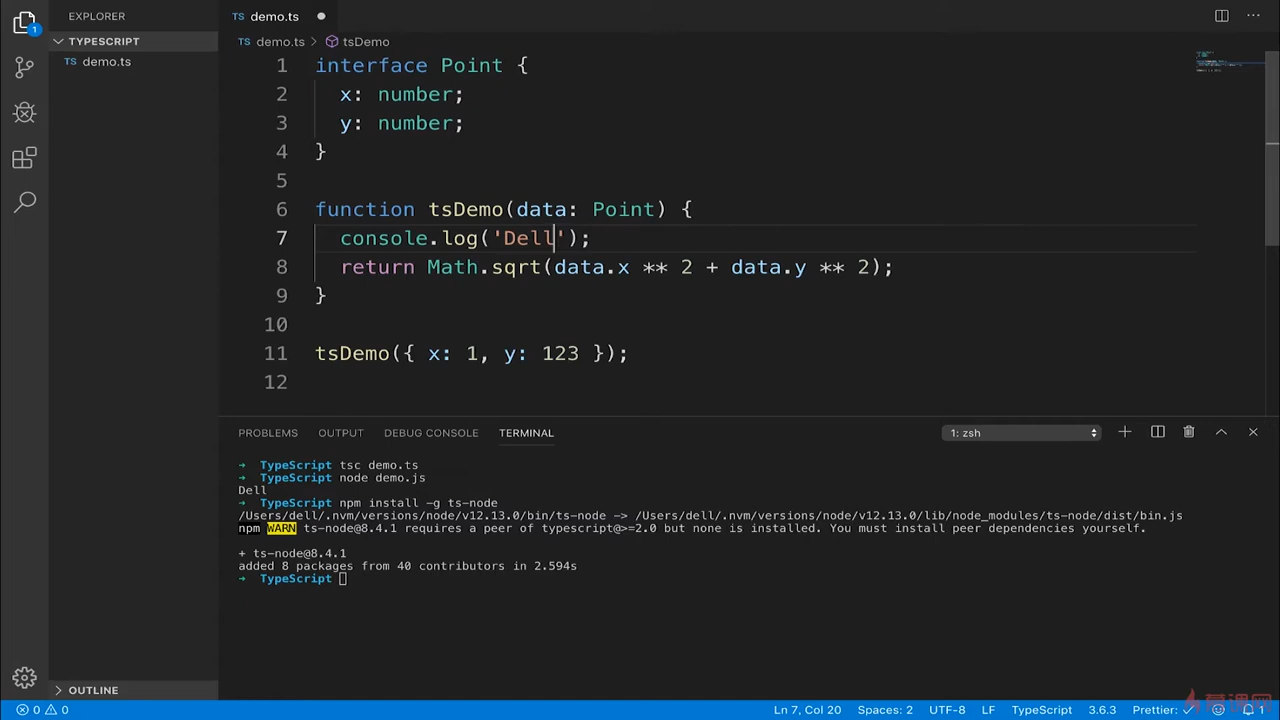 EXPLORER
TS demo.ts
1
TYPESCRIPT
TS demo.ts > tsDemo
TS demo.ts
1 interface Point {
2 x: number;
3 y: number;
4 }
5
6 function tsDemo(data: Point) {
7 console.log('Dell');
8 return Math.sqrt(data.x ** 2 + data.y ** 2);
9 }
10
11 tsDemo({ x: 1, y: 123 });
12
PROBLEMS OUTPUT DEBUG CONSOLE TERMINAL 1: zsh
→ TypeScript tsc demo.ts
→ TypeScript node demo.js
Dell
→ TypeScript npm install -g ts-node
/Users/dell/.nvm/versions/node/v12.13.0/bin/ts-node -> /Users/dell/.nvm/versions/node/v12.13.0/lib/node_modules/ts-node/dist/bin.js
npm WARN ts-node@8.4.1 requires a peer of typescript@>=2.0 but none is installed. You must install peer dependencies yourself.
+ ts-node@8.4.1
added 8 packages from 40 contributors in 2.594s
→ TypeScript
OUTLINE
0 0 Ln 7, Col 20 Spaces: 2 UTF-8 LF TypeScript 3.6.3 Prettier: ✓ 1
慕课网